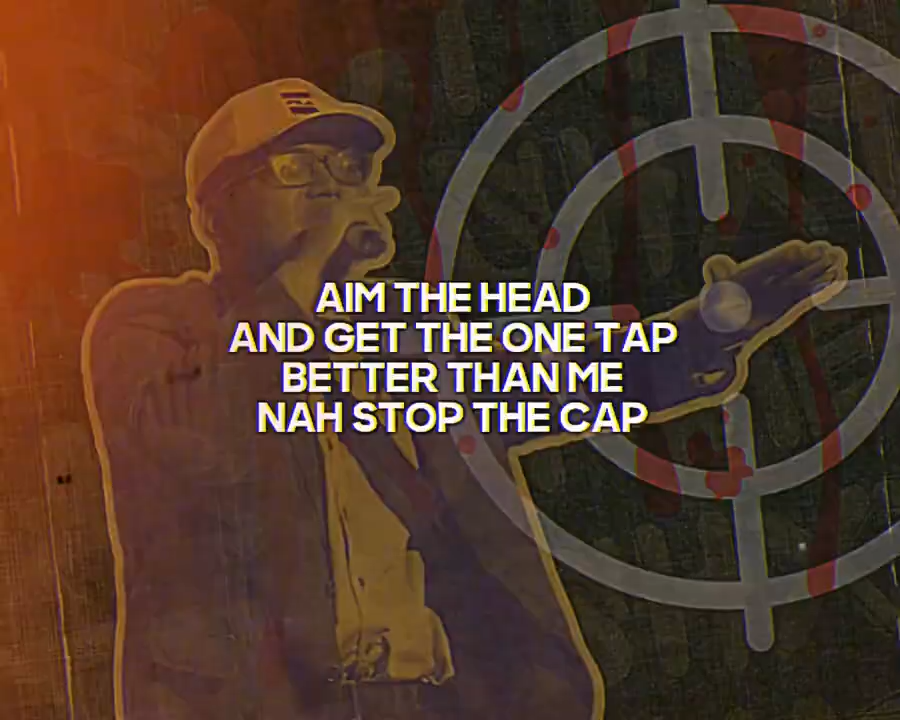 AIM THE HEAD
AND GET THE ONE TAP
BETTER THAN ME
NAH STOP THE CAP